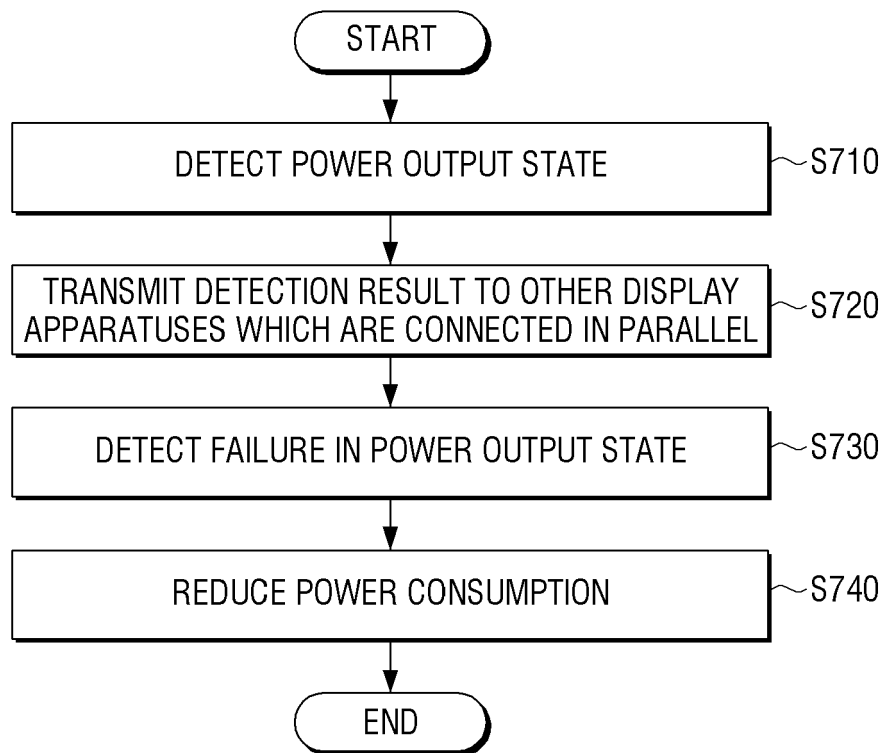 START
DETECT POWER OUTPUT STATE
S710
TRANSMIT DETECTION RESULT TO OTHER DISPLAY
APPARATUSES WHICH ARE CONNECTED IN PARALLEL
S720
DETECT FAILURE IN POWER OUTPUT STATE
S730
REDUCE POWER CONSUMPTION
S740
END